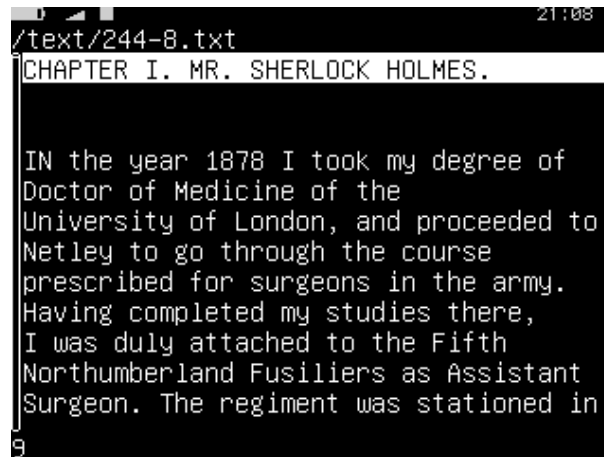 21:08
/text/244-8.txt
CHAPTER I. MR. SHERLOCK HOLMES.
IN the year 1878 I took my degree of
Doctor of Medicine of the
University of London, and proceeded to
Netley to go through the course
prescribed for surgeons in the army.
Having completed my studies there,
I was duly attached to the Fifth
Northumberland Fusiliers as Assistant
Surgeon. The regiment was stationed in
9